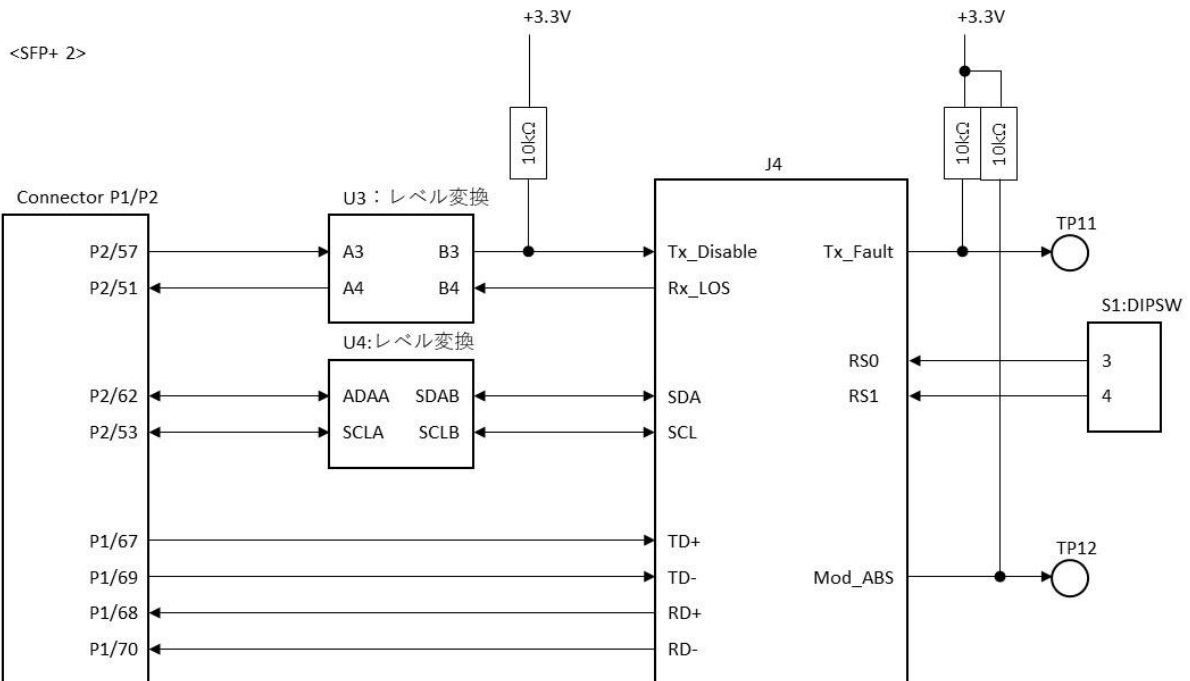 +3.3V
+3.3V
<SFP+ 2>
10kΩ
10kΩ
10kΩ
J4
Connector P1/P2
U3：レベル変換
TP11
P2/57
A3
B3
Tx_Disable
Tx_Fault
P2/51
A4
B4
Rx_LOS
S1:DIPSW
U4:レベル変換
RS0
3
P2/62
ADAA
SDAB
SDA
RS1
4
P2/53
SCLA
SCLB
SCL
P1/67
TD+
TP12
P1/69
TD-
Mod_ABS
P1/68
RD+
P1/70
RD-